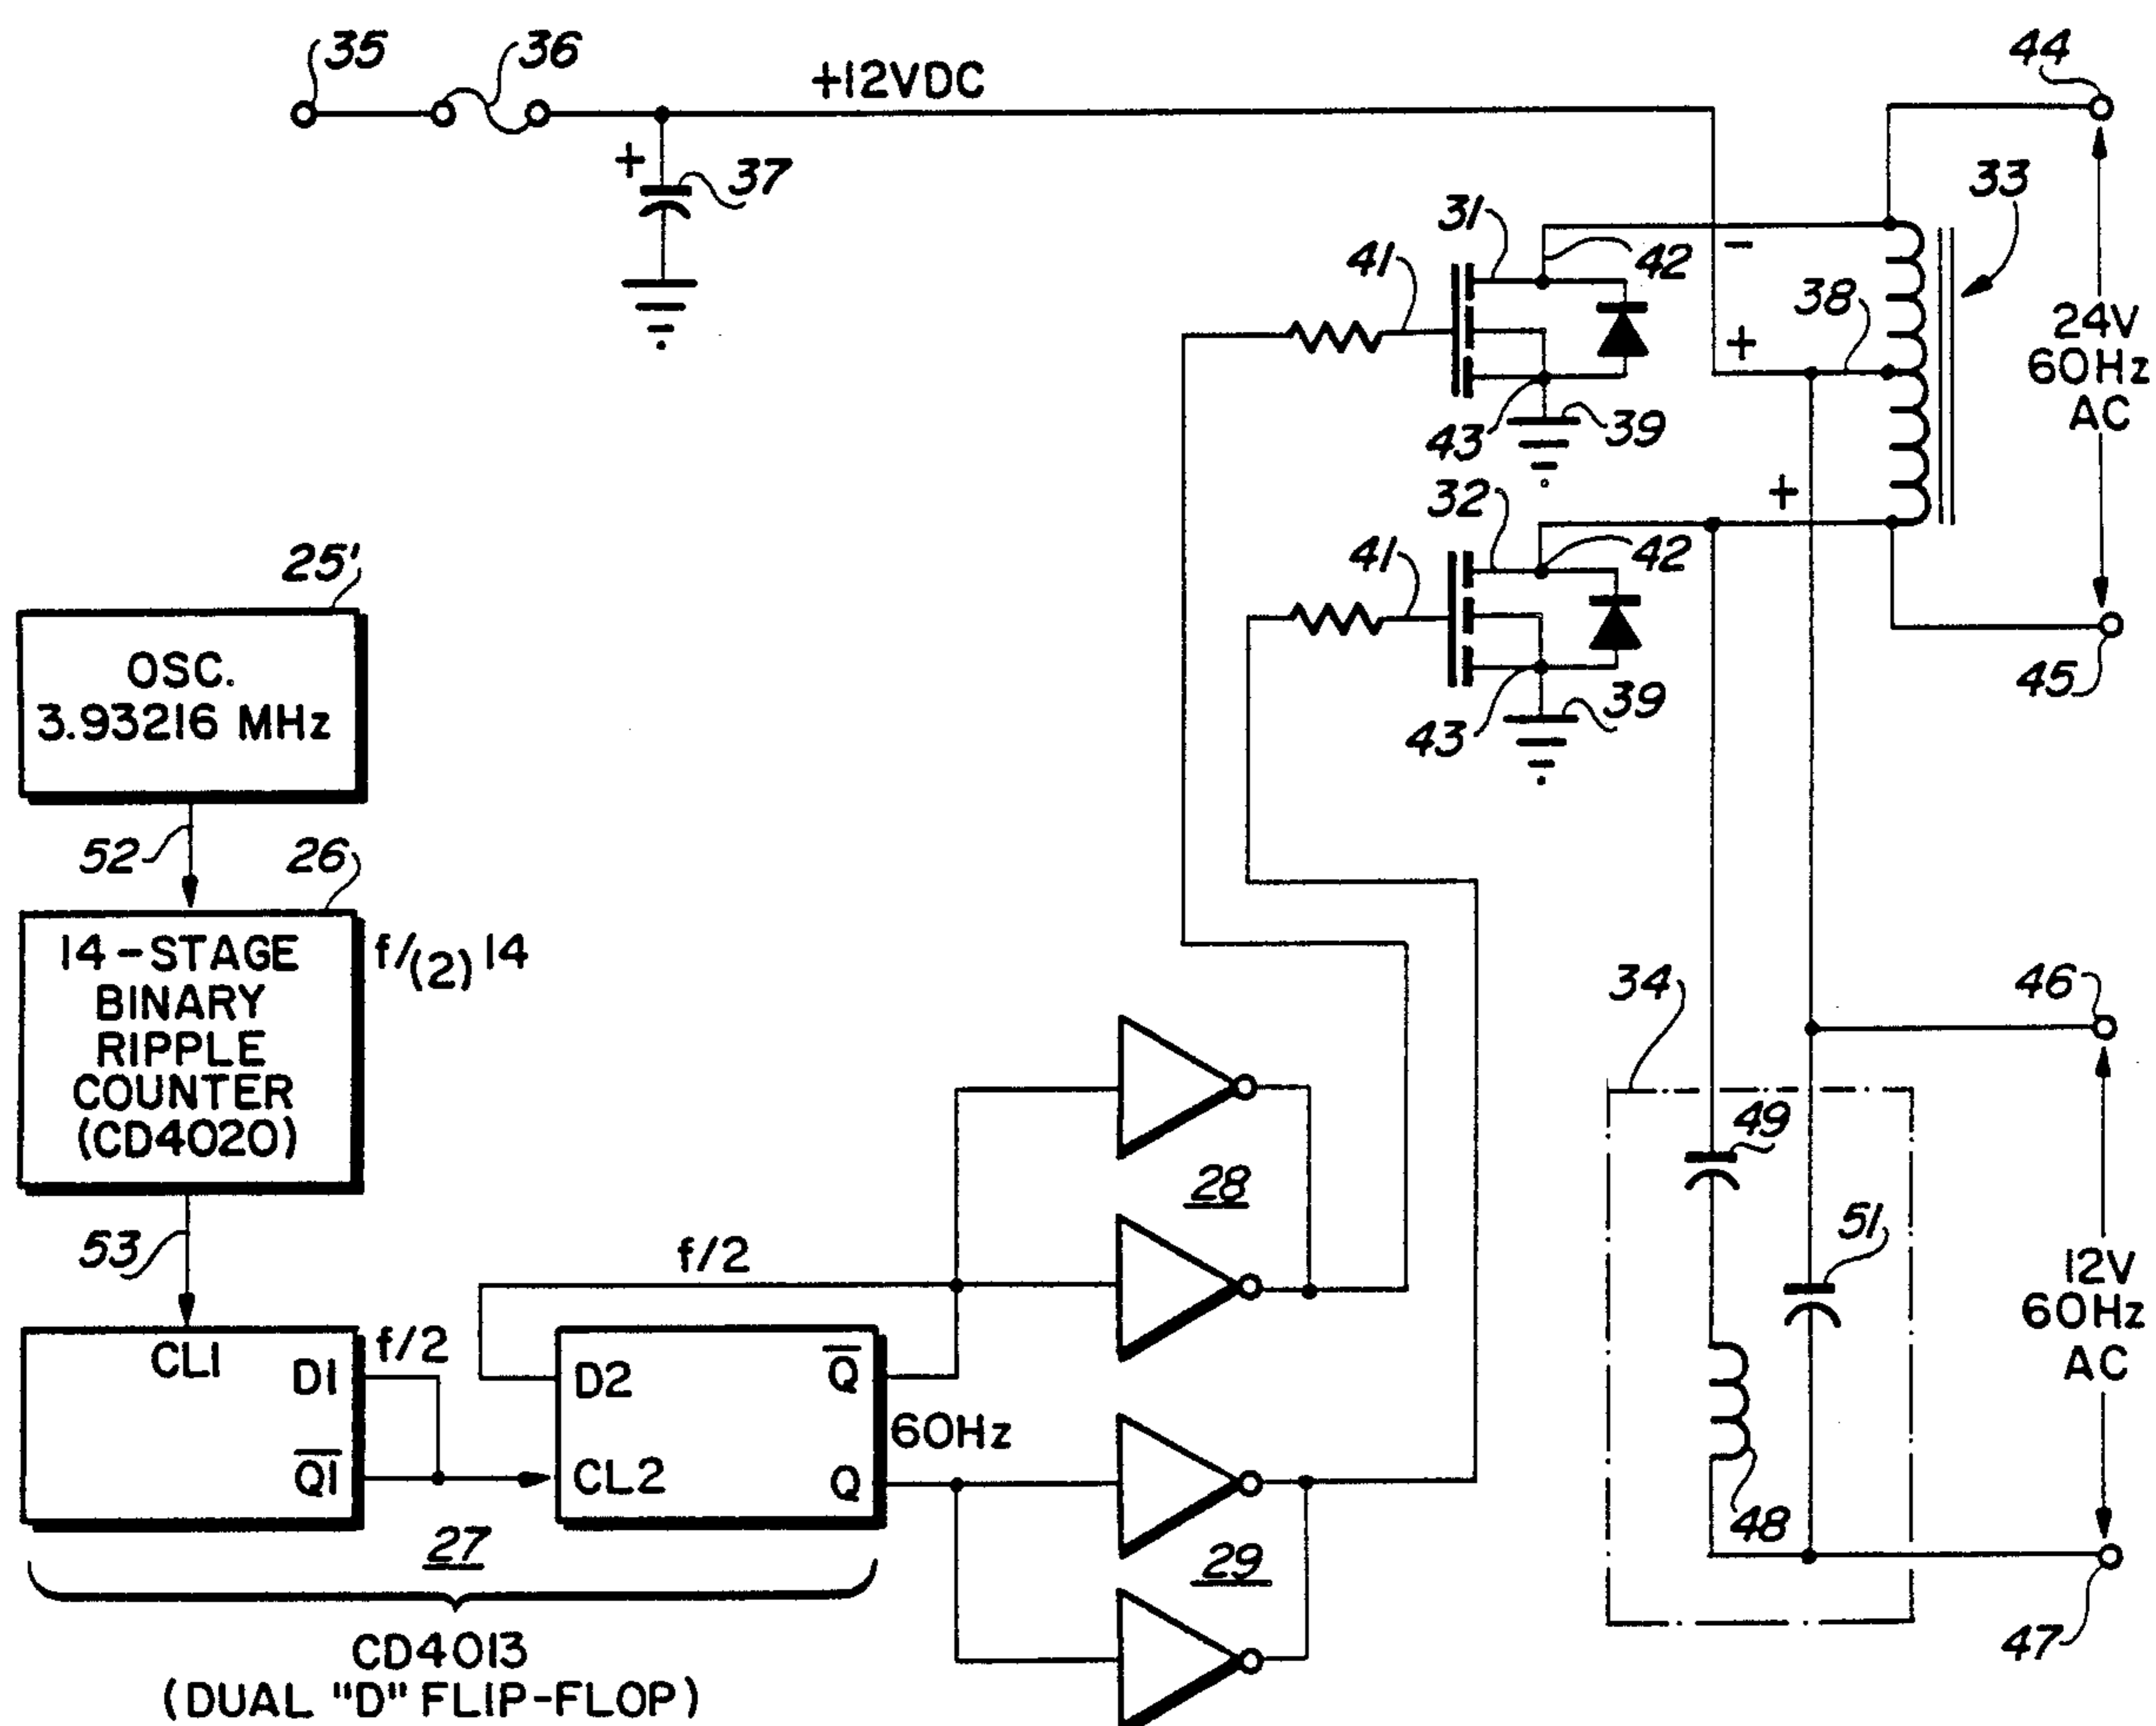 35
36
+12VDC
44
+
37
33
31
41
42
−
38
+
24V
60Hz
AC
43
39
32
+
41
42
45
43
39
25'
OSC.
3.93216 MHz
52
26
14-STAGE
BINARY
RIPPLE
COUNTER
(CD4020)
f/(2)14
53
CL1
D1
Q1
f/2
27
f/2
D2
CL2
Q
Q
60Hz
28
29
34
46
49
51
48
12V
60Hz
AC
47
CD4013
(DUAL "D" FLIP-FLOP)